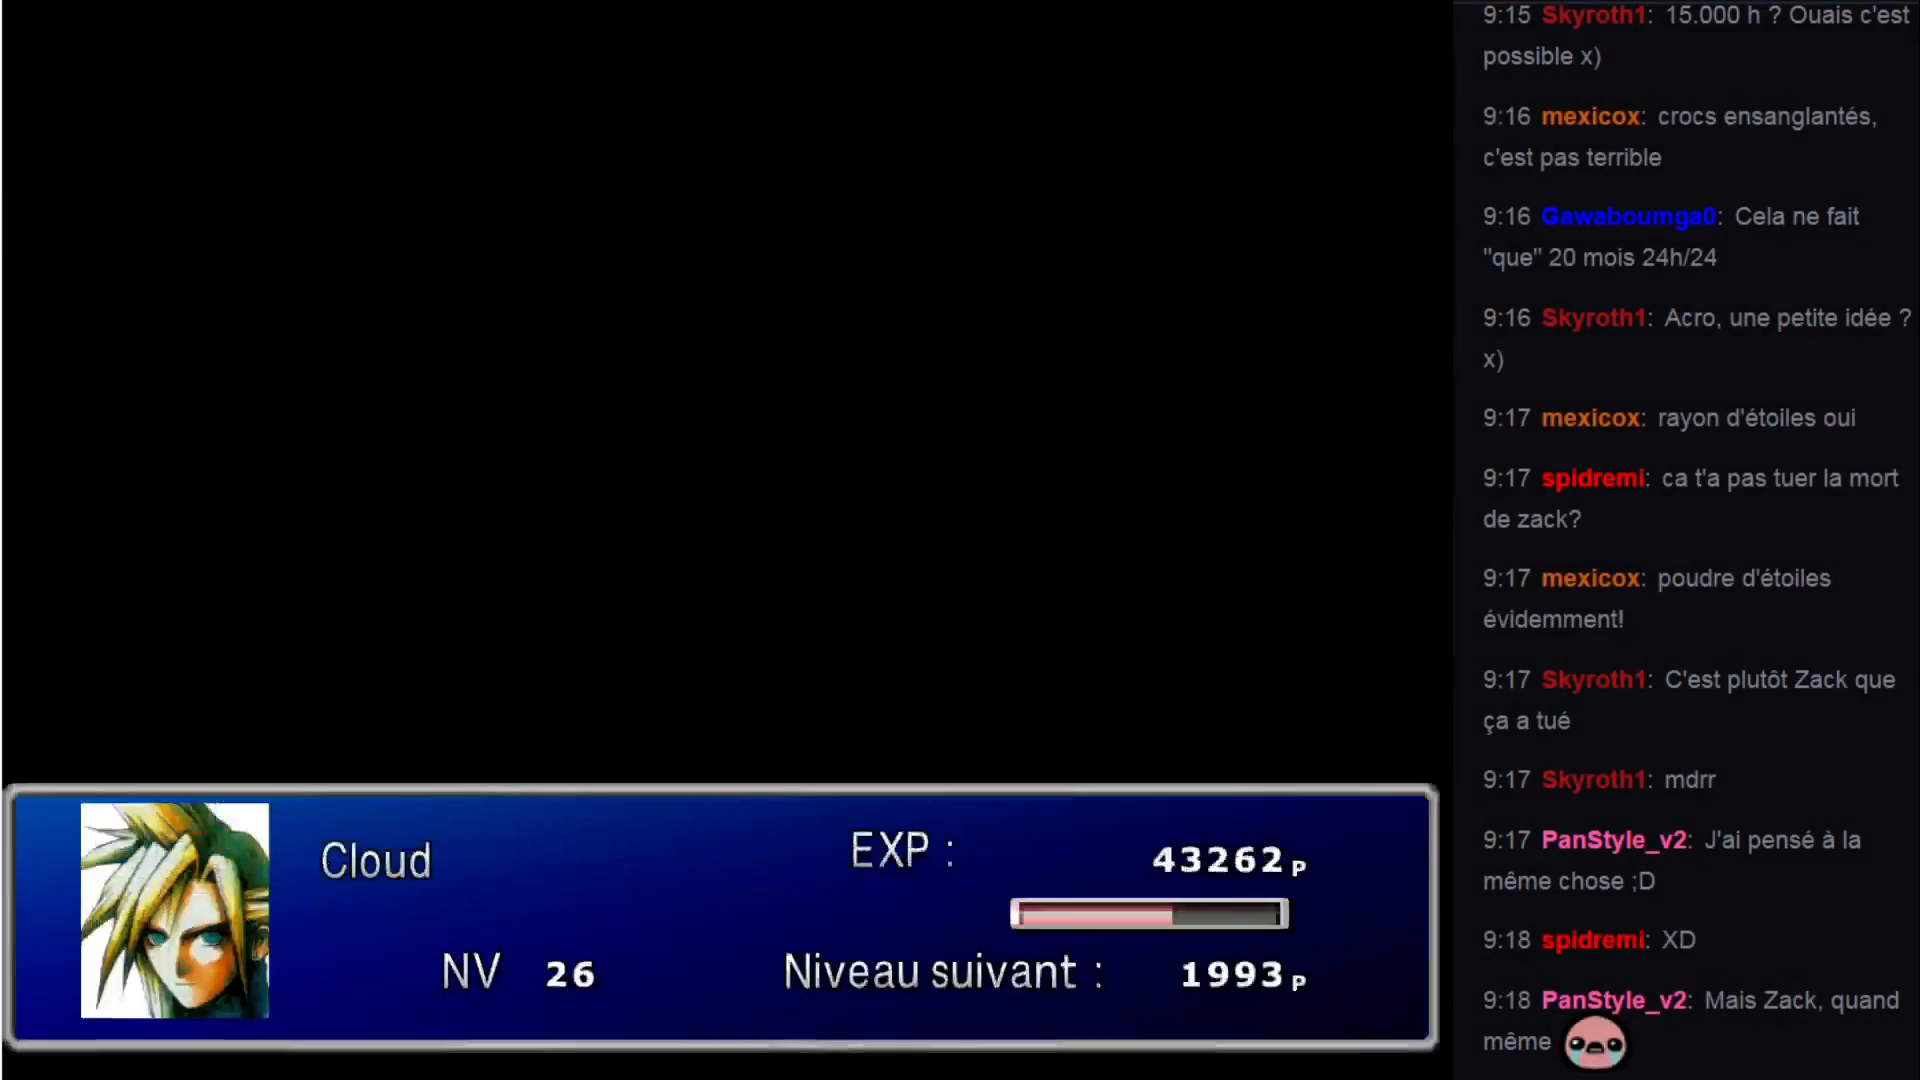 Cloud
EXP :
43262P
NV 26
Niveau suivant :
1993P
9:15 Skyroth1: 15.000 h ? Ouais c'est
possible x)
9:16 mexicox: crocs ensanglantés,
c'est pas terrible
9:16 Gawaboumga0: Cela ne fait
"que" 20 mois 24h/24
9:16 Skyroth1: Acro, une petite idée ?
x)
9:17 mexicox: rayon d'étoiles oui
9:17 spidremi: ca t'a pas tuer la mort
de zack?
9:17 mexicox: poudre d'étoiles
évidemment!
9:17 Skyroth1: C'est plutôt Zack que
ça a tué
9:17 Skyroth1: mdrr
9:17 PanStyle_v2: J'ai pensé à la
même chose ;D
9:18 spidremi: XD
9:18 PanStyle_v2: Mais Zack, quand
même